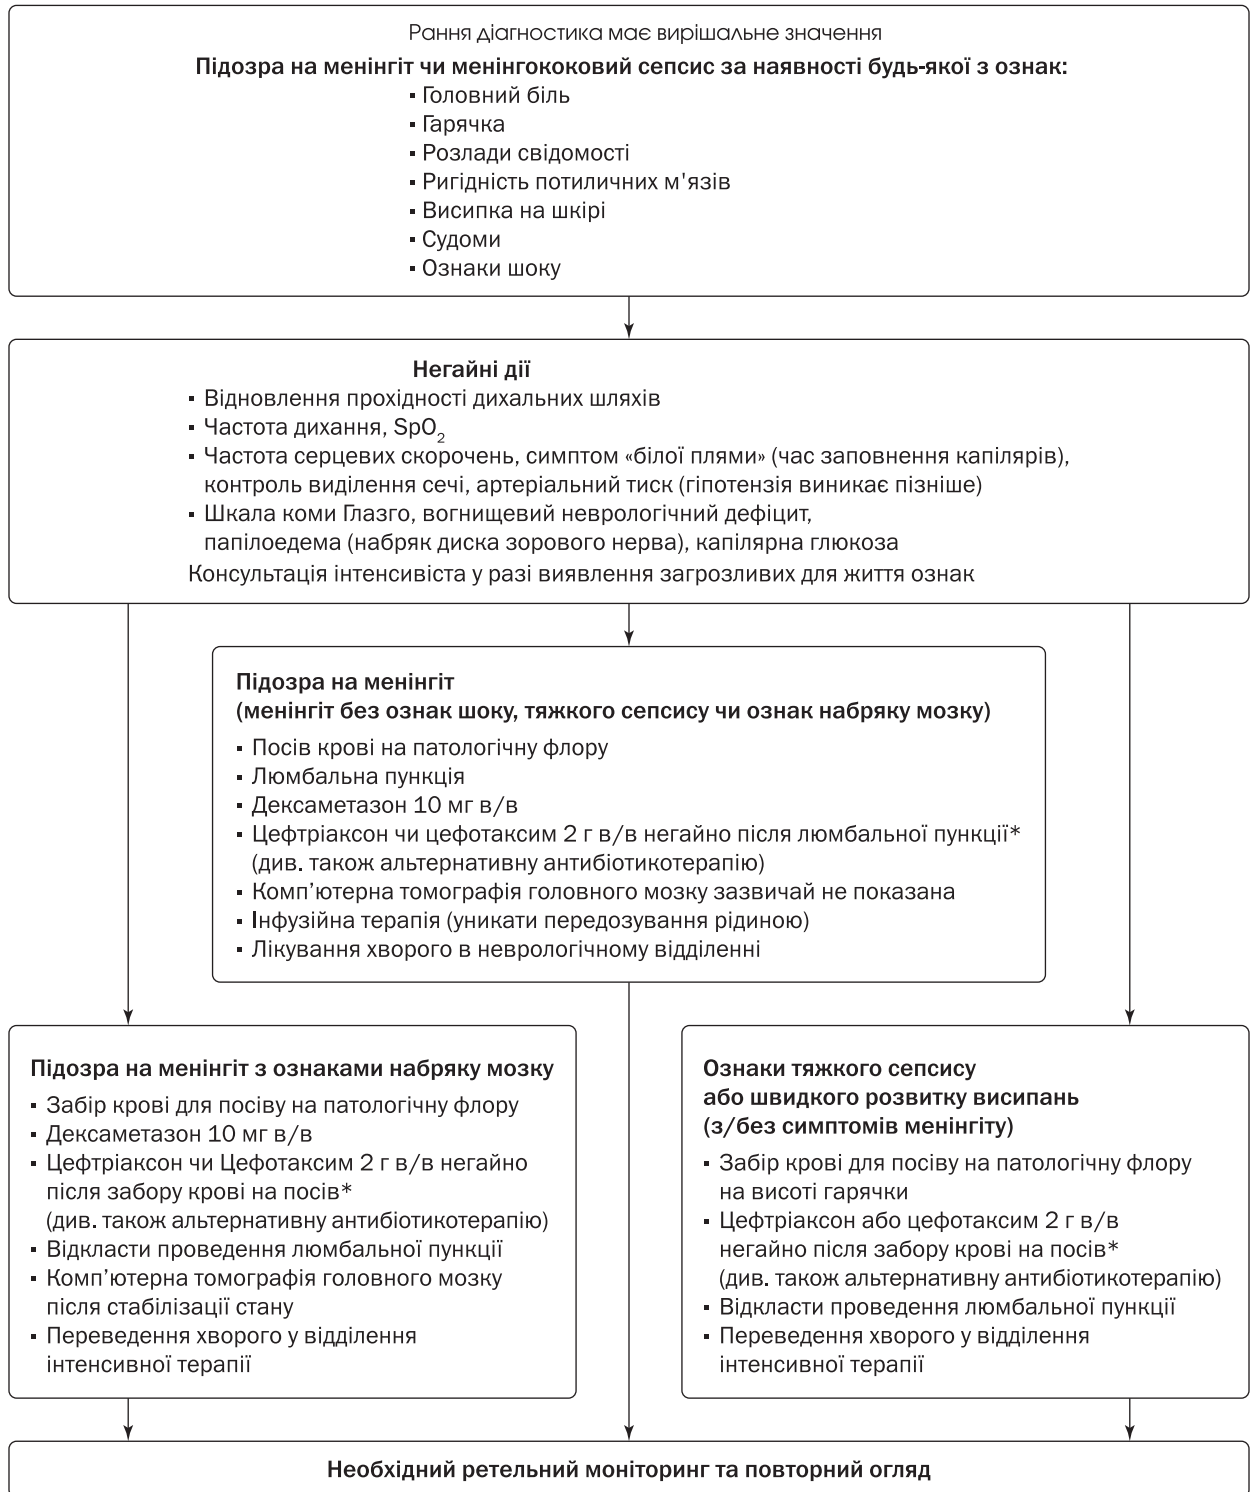 Рання діагностика має вирішальне значення
Підозра на менінгіт чи менінгококовий сепсис за наявності будь-якої з ознак:
▪ Головний біль
▪ Гарячка
▪ Розлади свідомості
▪ Ригідність потиличних м'язів
▪ Висипка на шкірі
▪ Судоми
▪ Ознаки шоку
Негайні дії
▪ Відновлення прохідності дихальних шляхів
▪ Частота дихання, SpO₂
▪ Частота серцевих скорочень, симптом «білої плями» (час заповнення капілярів),
контроль виділення сечі, артеріальний тиск (гіпотензія виникає пізніше)
▪ Шкала коми Глазго, вогнищевий неврологічний дефіцит,
папілоедема (набряк диска зорового нерва), капілярна глюкоза
Консультація інтенсивіста у разі виявлення загрозливих для життя ознак
Підозра на менінгіт
(менінгіт без ознак шоку, тяжкого сепсису чи ознак набряку мозку)
▪ Посів крові на патологічну флору
▪ Люмбальна пункція
▪ Дексаметазон 10 мг в/в
▪ Цефтріаксон чи цефотаксим 2 г в/в негайно після люмбальної пункції*
(див. також альтернативну антибіотикотерапію)
▪ Комп’ютерна томографія головного мозку зазвичай не показана
▪ Інфузійна терапія (уникати передозування рідиною)
▪ Лікування хворого в неврологічному відділенні
Підозра на менінгіт з ознаками набряку мозку
▪ Забір крові для посіву на патологічну флору
▪ Дексаметазон 10 мг в/в
▪ Цефтріаксон чи Цефотаксим 2 г в/в негайно
після забору крові на посів*
(див. також альтернативну антибіотикотерапію)
▪ Відкласти проведення люмбальної пункції
▪ Комп’ютерна томографія головного мозку
після стабілізації стану
▪ Переведення хворого у відділення
інтенсивної терапії
Ознаки тяжкого сепсису
або швидкого розвитку висипань
(з/без симптомів менінгіту)
▪ Забір крові для посіву на патологічну флору
на висоті гарячки
▪ Цефтріаксон або цефотаксим 2 г в/в
негайно після забору крові на посів*
(див. також альтернативну антибіотикотерапію)
▪ Відкласти проведення люмбальної пункції
▪ Переведення хворого у відділення
інтенсивної терапії
Необхідний ретельний моніторинг та повторний огляд